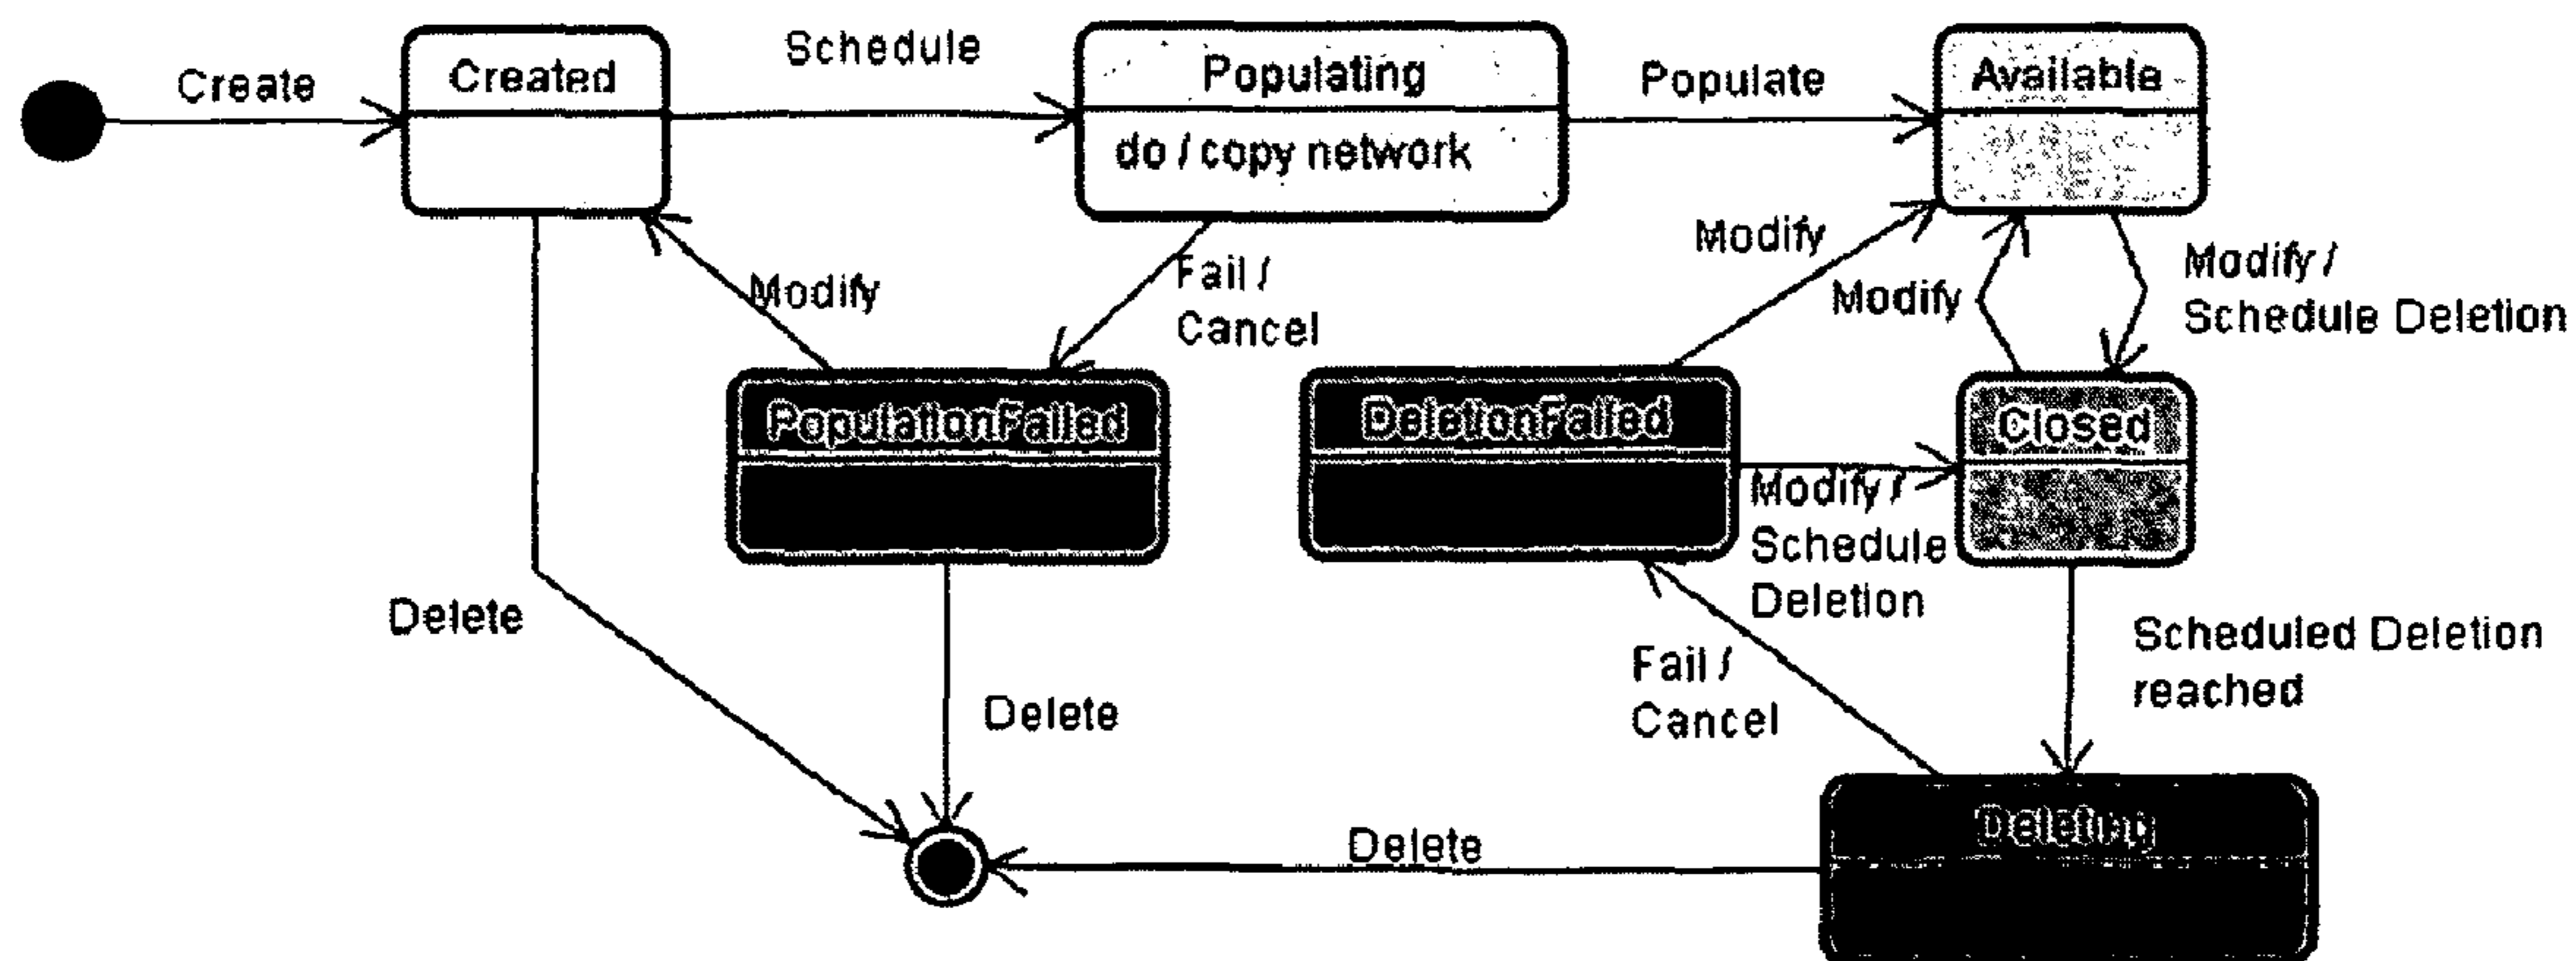 Create
Created
Schedule
Populating
do / copy network
Populate
Available
Modify
Fail /
Cancel
Modify
Modify
Modify /
Schedule Deletion
PopulationFailed
DeletionFailed
Closed
Modify /
Schedule
Deletion
Delete
Delete
Fail /
Cancel
Scheduled Deletion
reached
Delete
Deleting